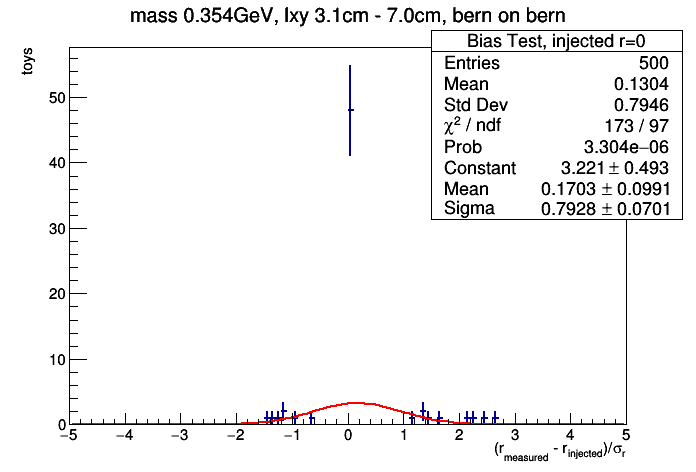 mass 0.354GeV, lxy 3.1cm - 7.0cm, bern on bern
toys
Bias Test, injected r=0
Entries 500
Mean 0.1304
Std Dev 0.7946
χ² / ndf 173 / 97
Prob 3.304e−06
Constant 3.221 ± 0.493
Mean 0.1703 ± 0.0991
Sigma 0.7928 ± 0.0701
50
40
30
20
10
0
−5 −4 −3 −2 −1 0 1 2 3 4 5
(r_measured - r_injected)/σ_r